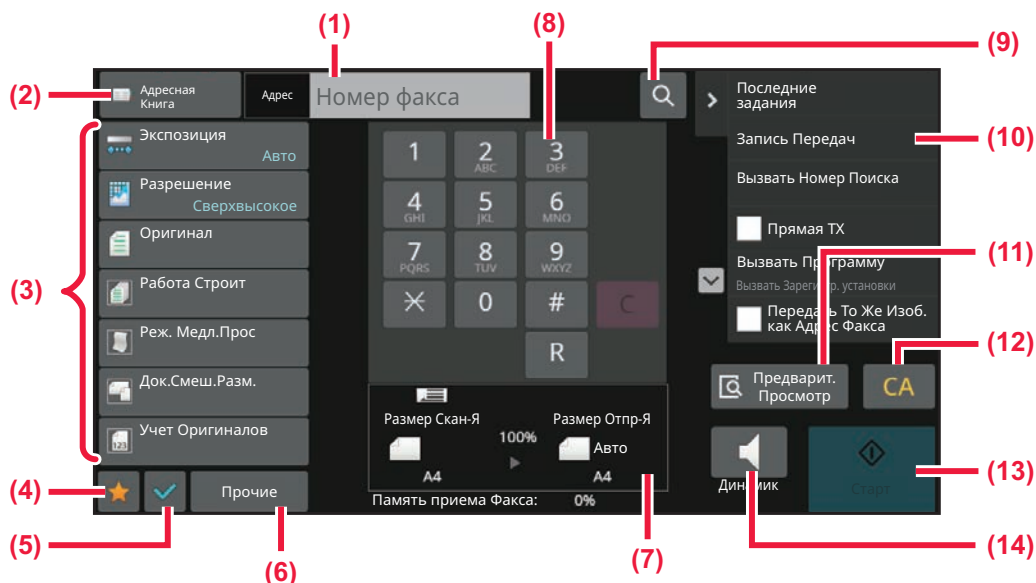 (1)
(8)
(9)
(2)
Адресная Книга
Адрес
Номер факса
Последние задания
(3)
Экспозиция
Авто
Разрешение
Сверхвысокое
Оригинал
Работа Строит
Реж. Медл.Прос
Док.Смеш.Разм.
Учет Оригиналов
123
1
2
ABC
3
DEF
4
GHI
5
JKL
6
MNO
7
PQRS
8
TUV
9
WXYZ
0
#
C
R
Запись Передач
(10)
Вызвать Номер Поиска
Прямая TX
(11)
Вызвать Программу
Вызвать Зарегистр. установки
Передать То Же Изоб.
как Адрес Факса
(12)
Предварит.
Просмотр
CA
Размер Скан-Я
100%
Размер Отпр-Я
Авто
A4
A4
Память приема Факса: 0%
Динамик
Старт
(13)
(4)
Прочие
(5)
(6)
(7)
(14)